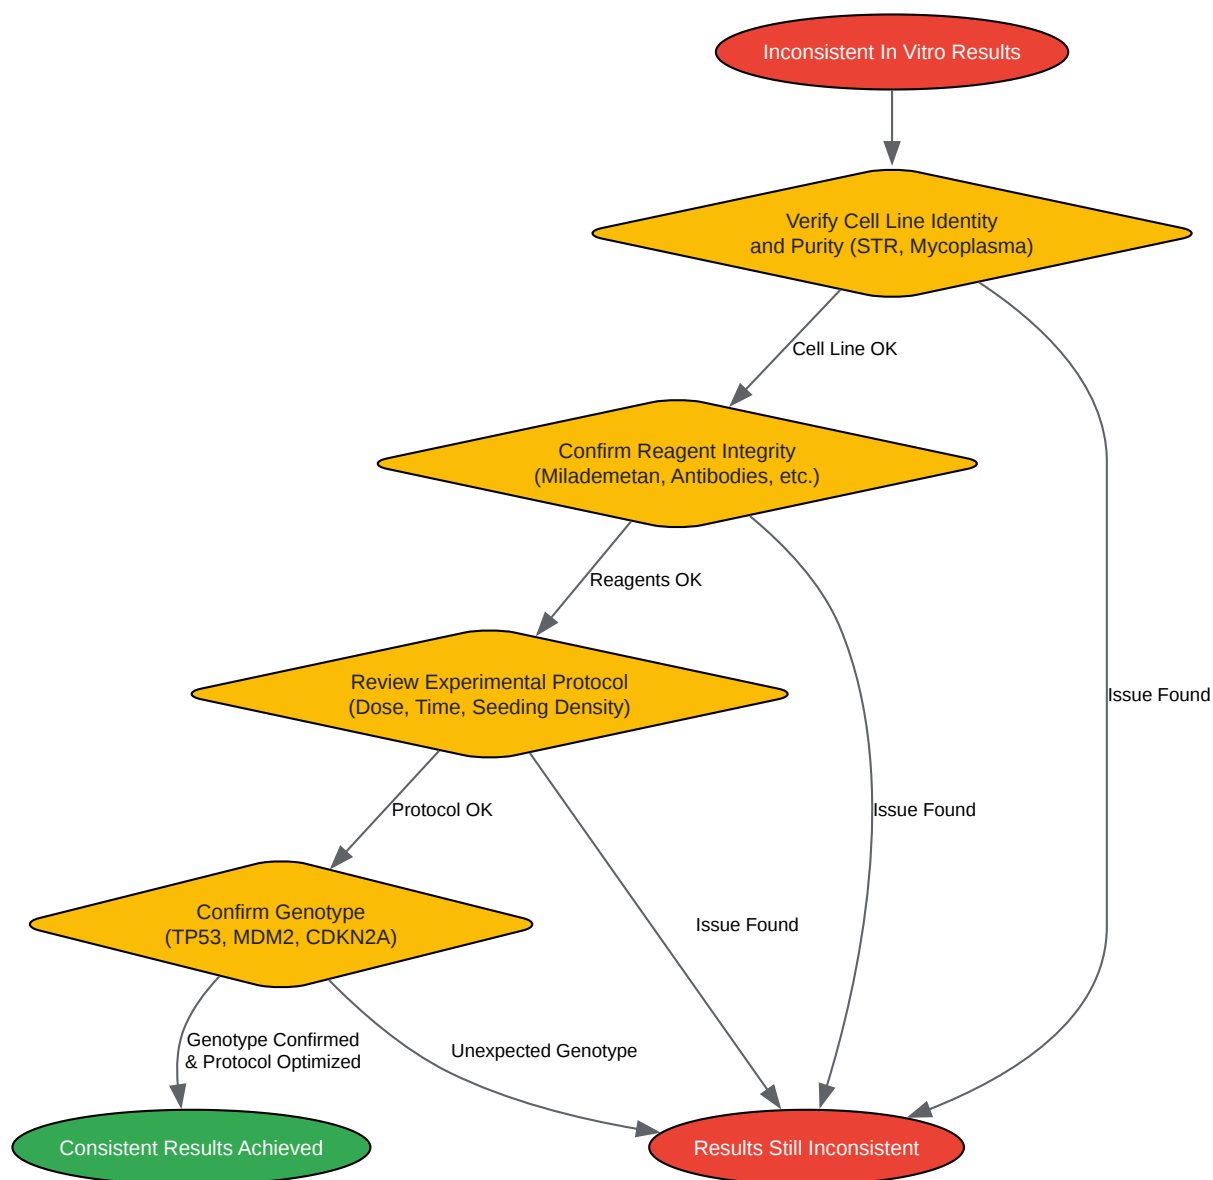 Inconsistent In Vitro Results
Verify Cell Line Identity
and Purity (STR, Mycoplasma)
Cell Line OK
Confirm Reagent Integrity
(Milademetan, Antibodies, etc.)
Reagents OK
Review Experimental Protocol
(Dose, Time, Seeding Density)
Issue Found
Protocol OK
Issue Found
Confirm Genotype
(TP53, MDM2, CDKN2A)
Issue Found
Genotype Confirmed
& Protocol Optimized
Unexpected Genotype
Consistent Results Achieved
Results Still Inconsistent